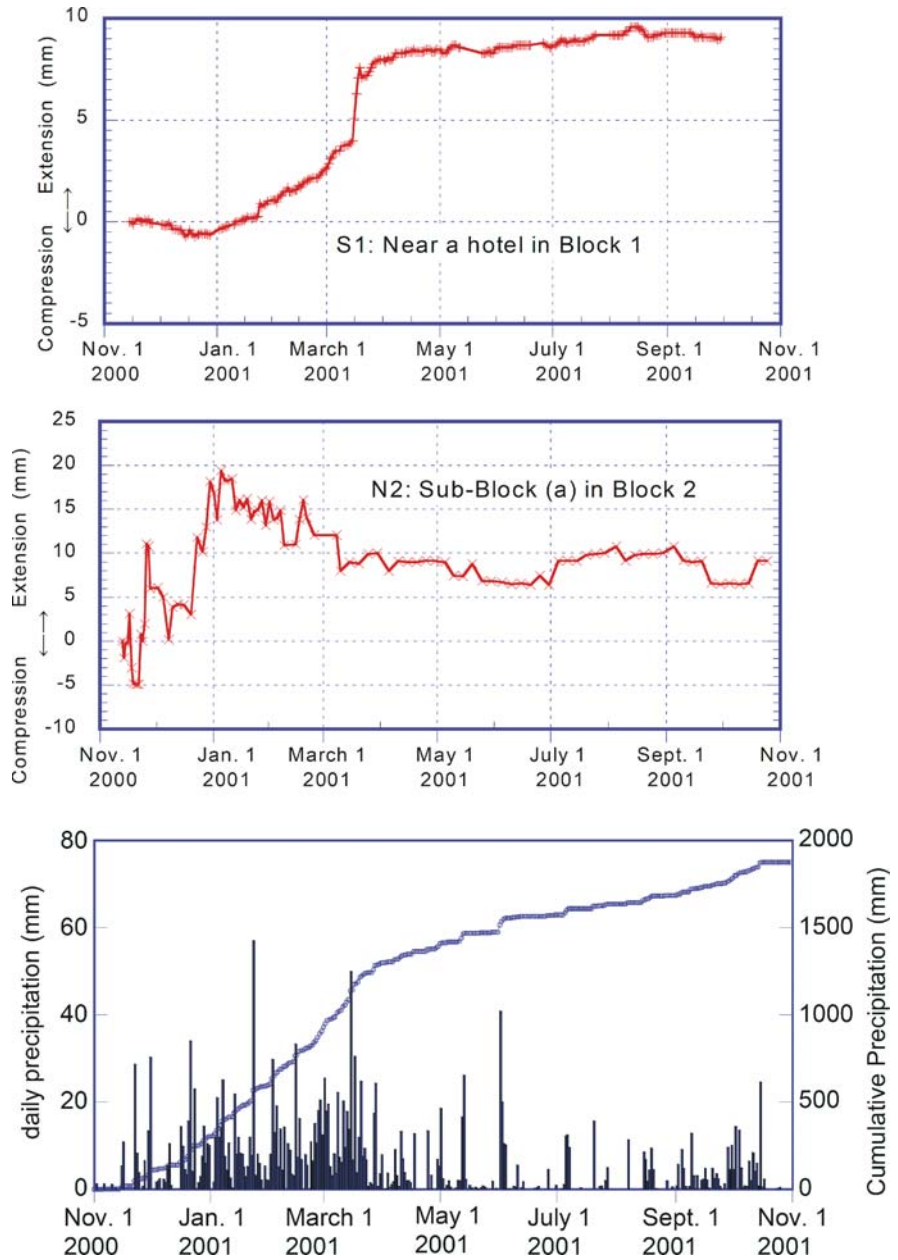 10
5
0
-5
Compression ←→ Extension (mm)
S1: Near a hotel in Block 1
Nov. 1 Jan. 1 March 1 May 1 July 1 Sept. 1 Nov. 1
2000 2001 2001 2001 2001 2001 2001
25
20
15
10
5
0
-5
-10
Compression ←→ Extension (mm)
N2: Sub-Block (a) in Block 2
Nov. 1 Jan. 1 March 1 May 1 July 1 Sept. 1 Nov. 1
2000 2001 2001 2001 2001 2001 2001
80
60
40
20
0
daily precipitation (mm)
2000
1500
1000
500
0
Cumulative Precipitation (mm)
Nov. 1 Jan. 1 March 1 May 1 July 1 Sept. 1 Nov. 1
2000 2001 2001 2001 2001 2001 2001